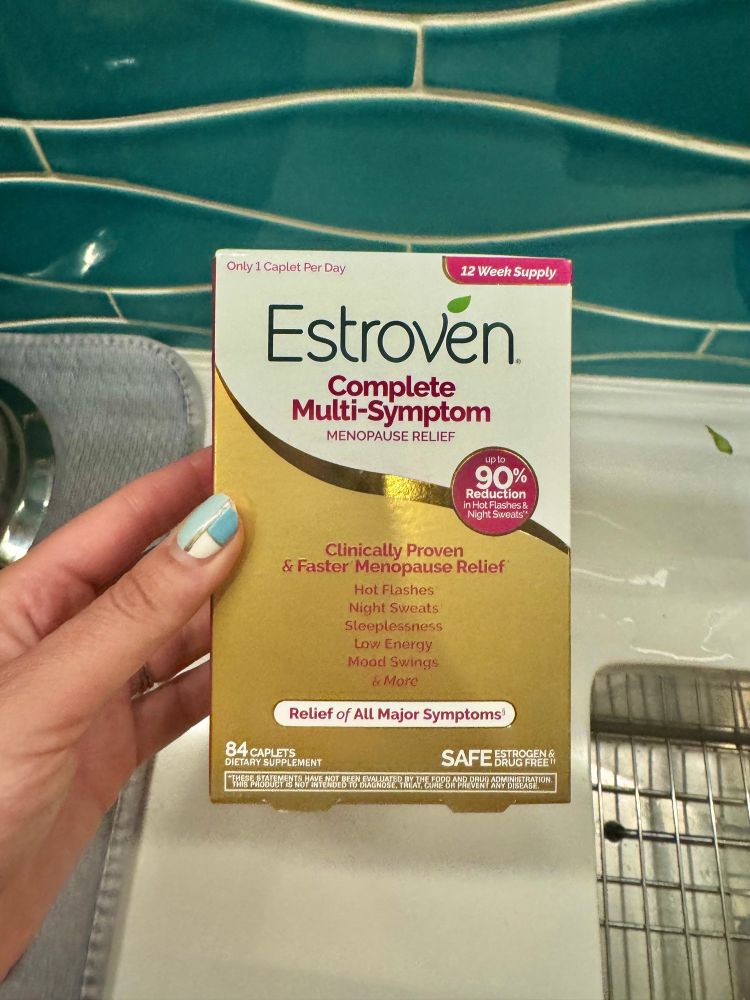 Only 1 Caplet Per Day
12 Week Supply
Estroven®
Complete
Multi-Symptom
MENOPAUSE RELIEF
up to
90%
Reduction
in Hot Flashes &
Night Sweats**
Clinically Proven
& Faster* Menopause Relief*
Hot Flashes
Night Sweats
Sleeplessness
Low Energy
Mood Swings
& More
Relief of All Major Symptoms§
84 CAPLETS
DIETARY SUPPLEMENT
SAFE ESTROGEN &
DRUG FREE††
*THESE STATEMENTS HAVE NOT BEEN EVALUATED BY THE FOOD AND DRUG ADMINISTRATION.
THIS PRODUCT IS NOT INTENDED TO DIAGNOSE, TREAT, CURE OR PREVENT ANY DISEASE.